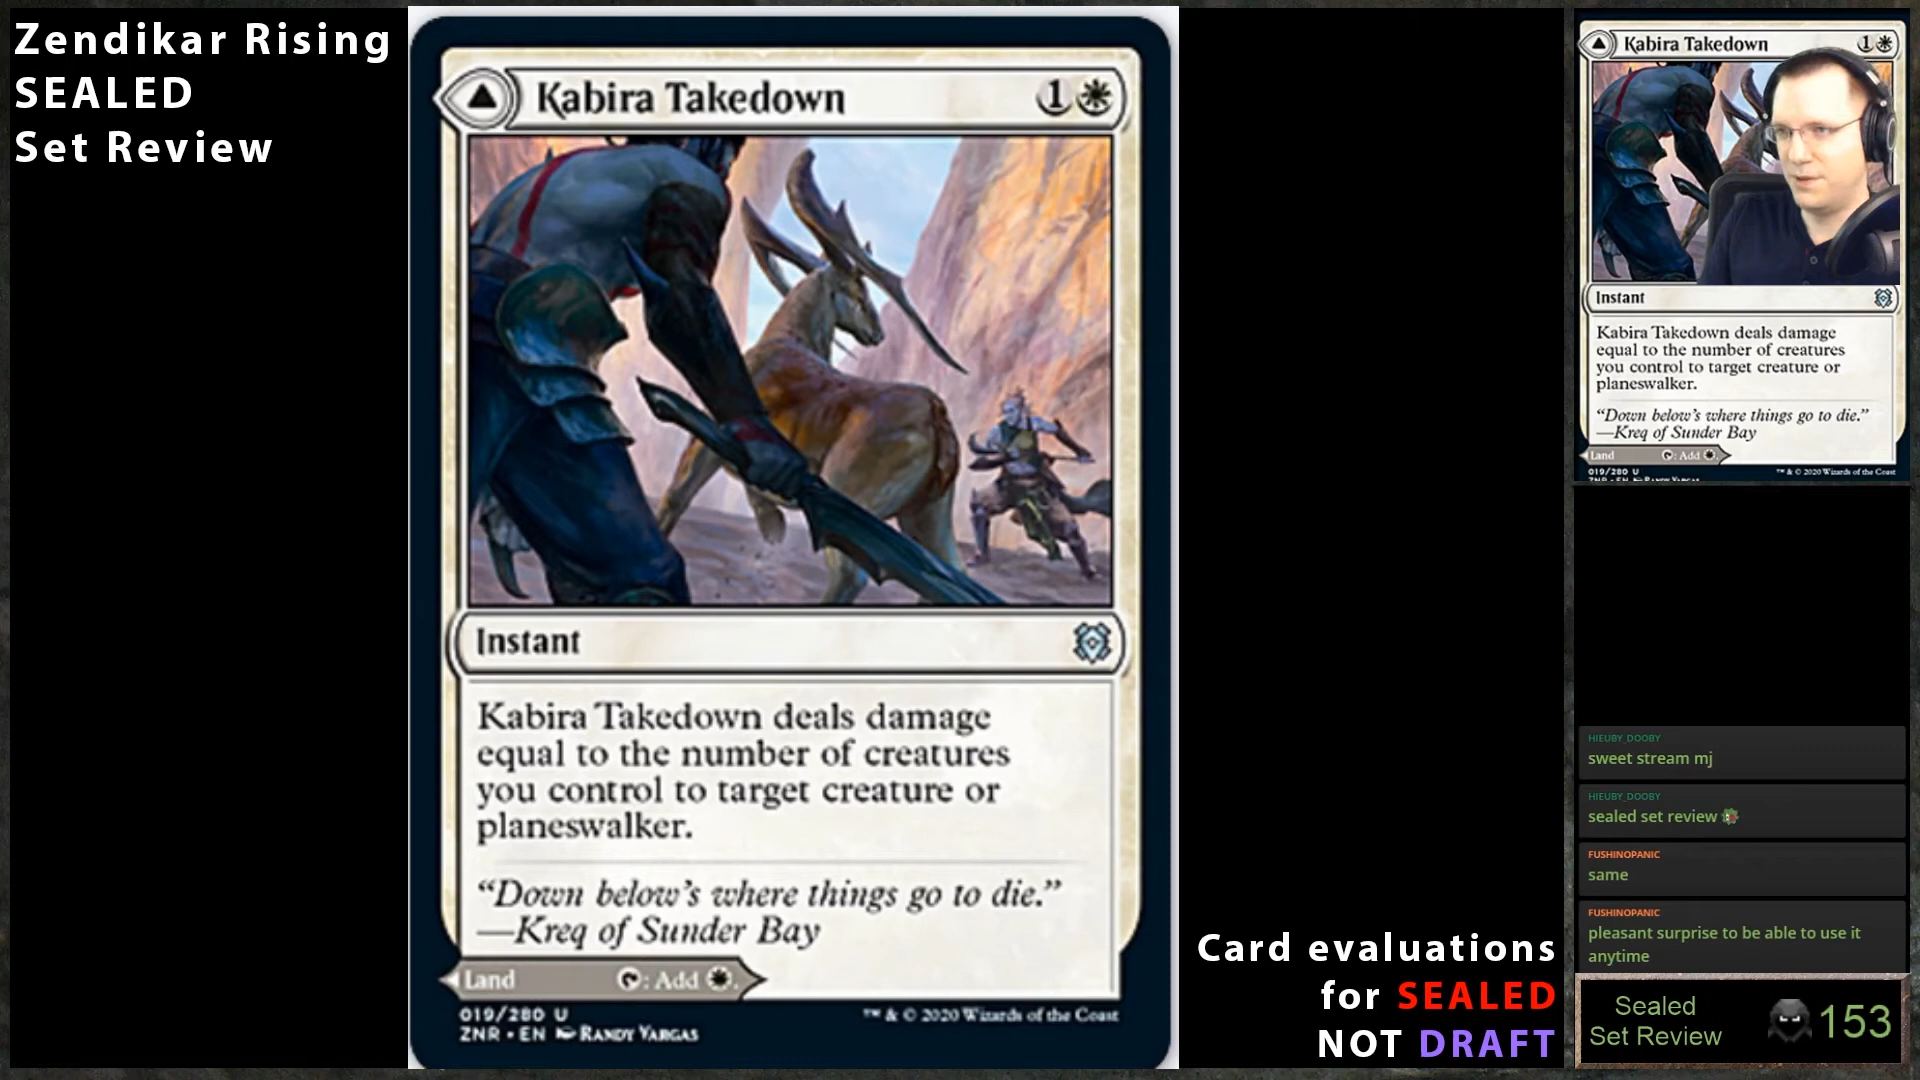 Zendikar Rising
SEALED
Set Review
Kabira Takedown
1
Instant
Kabira Takedown deals damage
equal to the number of creatures
you control to target creature or
planeswalker.
“Down below’s where things go to die.”
—Kreq of Sunder Bay
Land : Add .
019/280 U
ZNR • EN Randy Vargas
™ & © 2020 Wizards of the Coast
Card evaluations
for SEALED
NOT DRAFT
Kabira Takedown
1
Instant
Kabira Takedown deals damage
equal to the number of creatures
you control to target creature or
planeswalker.
“Down below’s where things go to die.”
—Kreq of Sunder Bay
Land : Add .
019/280 U
™ & © 2020 Wizards of the Coast
ZNR • EN Randy Vargas
HIEUBY_DOOBY
sweet stream mj
HIEUBY_DOOBY
sealed set review
FUSHINOPANIC
same
FUSHINOPANIC
pleasant surprise to be able to use it
anytime
Sealed
Set Review
153